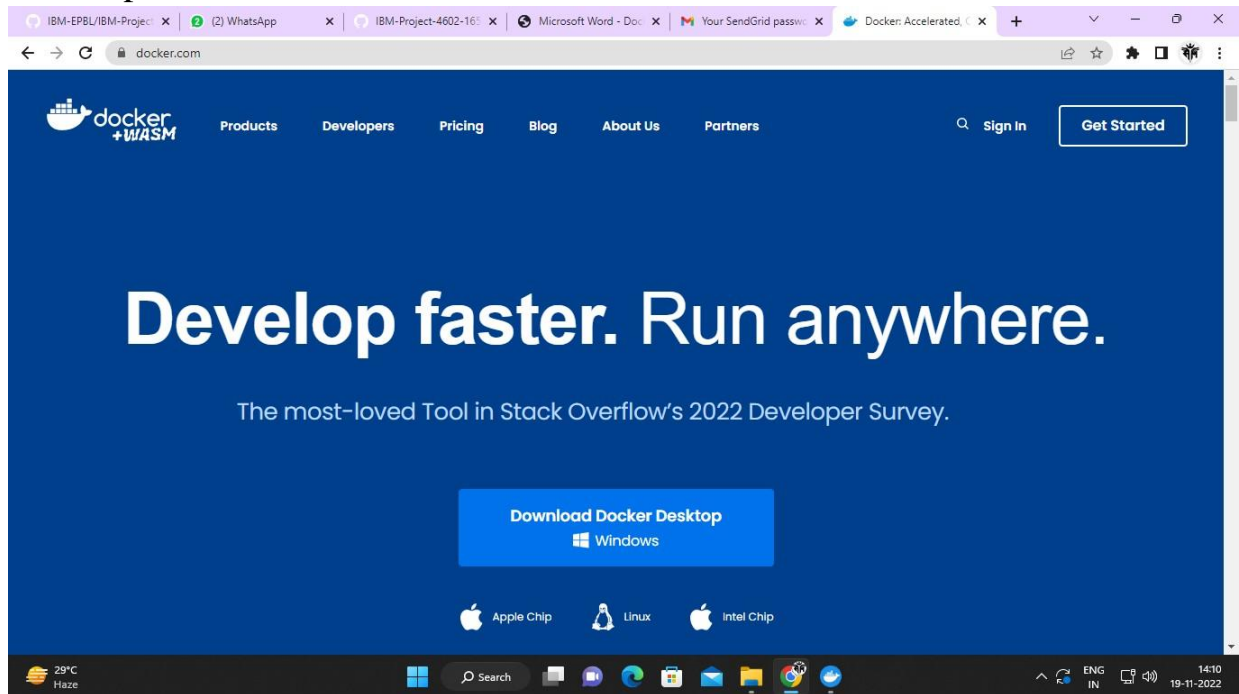 IBM-EPBL/IBM-Project
(2) WhatsApp
IBM-Project-4602-165
Microsoft Word - Doc
Your SendGrid passwo
Docker: Accelerated, C
docker.com
docker
+WASM
Products
Developers
Pricing
Blog
About Us
Partners
Sign In
Get Started
Develop faster. Run anywhere.
The most-loved Tool in Stack Overflow's 2022 Developer Survey.
Download Docker Desktop
Windows
Apple Chip
Linux
Intel Chip
29°C
Haze
Search
ENG
IN
14:10
19-11-2022